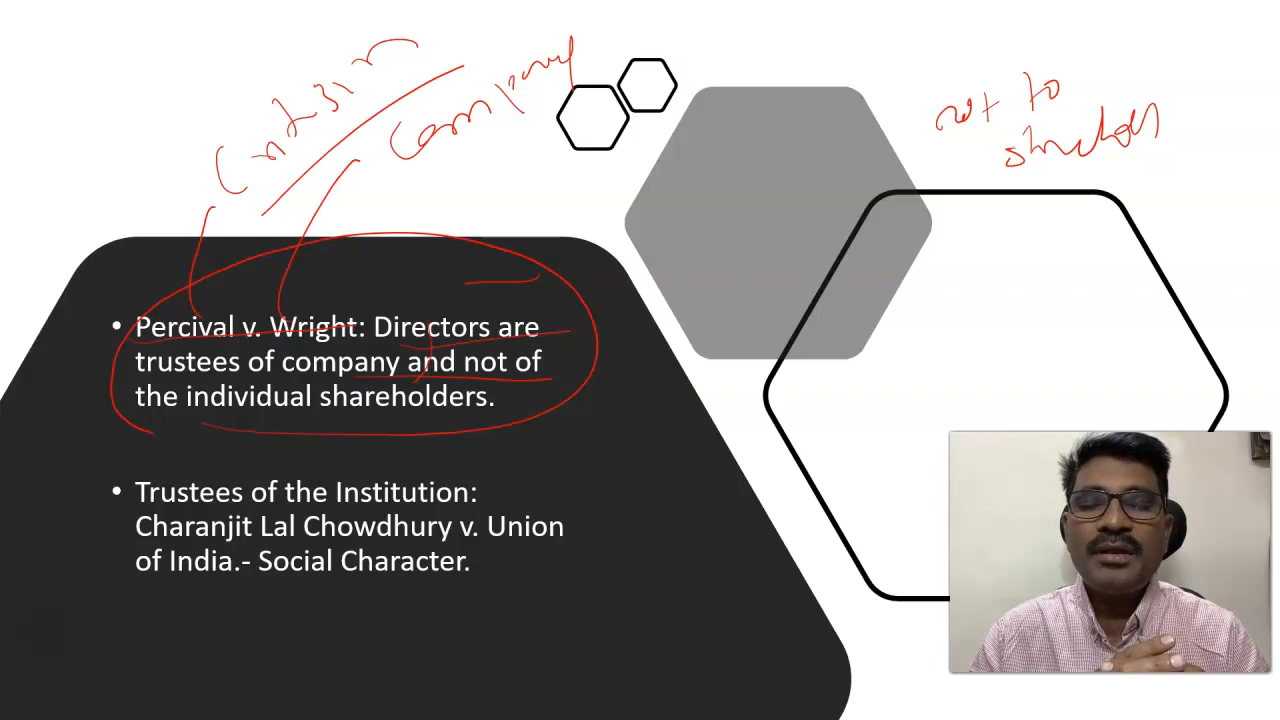 Company
not to
Percival v. Wright: Directors are
trustees of company and not of
the individual shareholders.
Trustees of the Institution:
Charanjit Lal Chowdhury v. Union
of India.- Social Character.